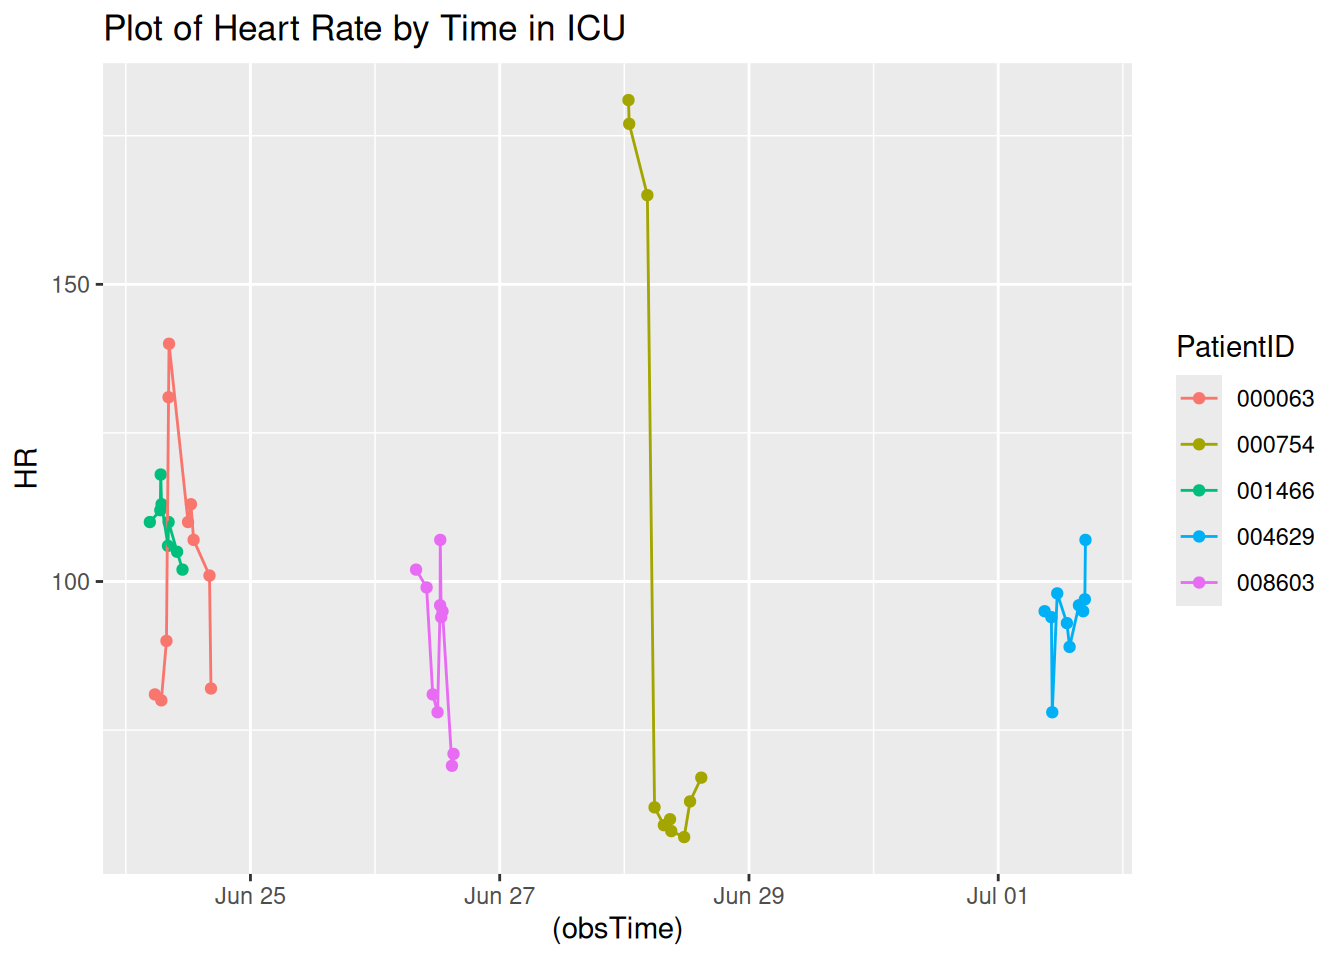 Plot of Heart Rate by Time in ICU
150
100
HR
Jun 25
Jun 27
Jun 29
Jul 01
(obsTime)
PatientID
000063
000754
001466
004629
008603